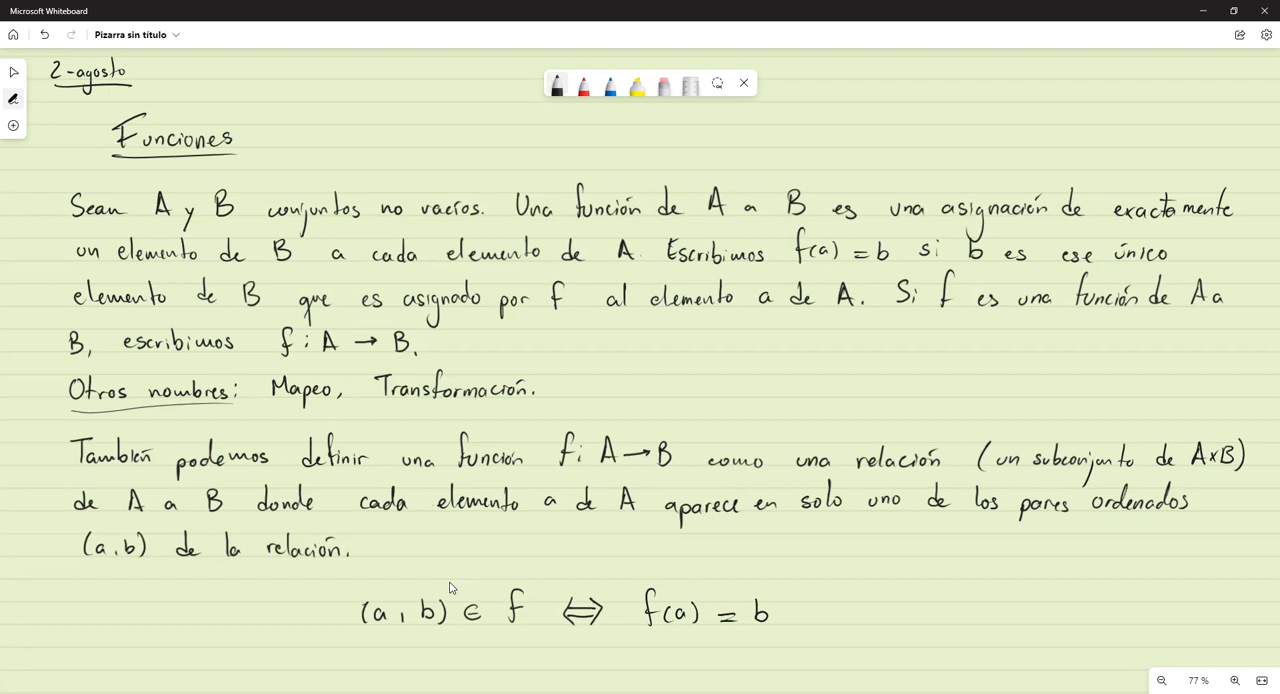 Microsoft Whiteboard
Pizarra sin título
2-agosto
Funciones
Sean A y B conjuntos no vacíos. Una función de A a B es una asignación de exactamente
un elemento de B a cada elemento de A. Escribimos f(a) = b si b es ese único
elemento de B que es asignado por f al elemento a de A. Si f es una función de A a
B, escribimos f : A → B.
Otros nombres: Mapeo, Transformación.
También podemos definir una función f: A → B como una relación (un subconjunto de A×B)
de A a B donde cada elemento a de A aparece en solo uno de los pares ordenados
(a,b) de la relación.
(a, b) ∈ f ⟺ f(a) = b
77 %